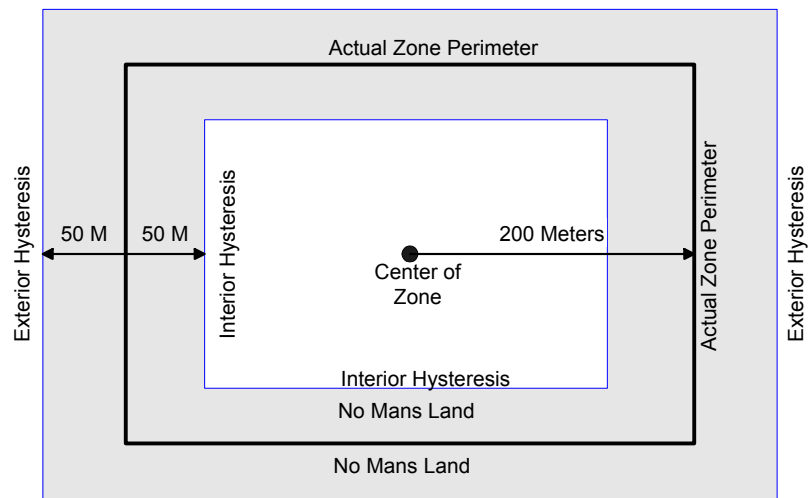 Actual Zone Perimeter
Exterior Hysteresis
50 M
50 M
Interior Hysteresis
200 Meters
Center of
Zone
Actual Zone Perimeter
Exterior Hysteresis
Interior Hysteresis
No Mans Land
No Mans Land